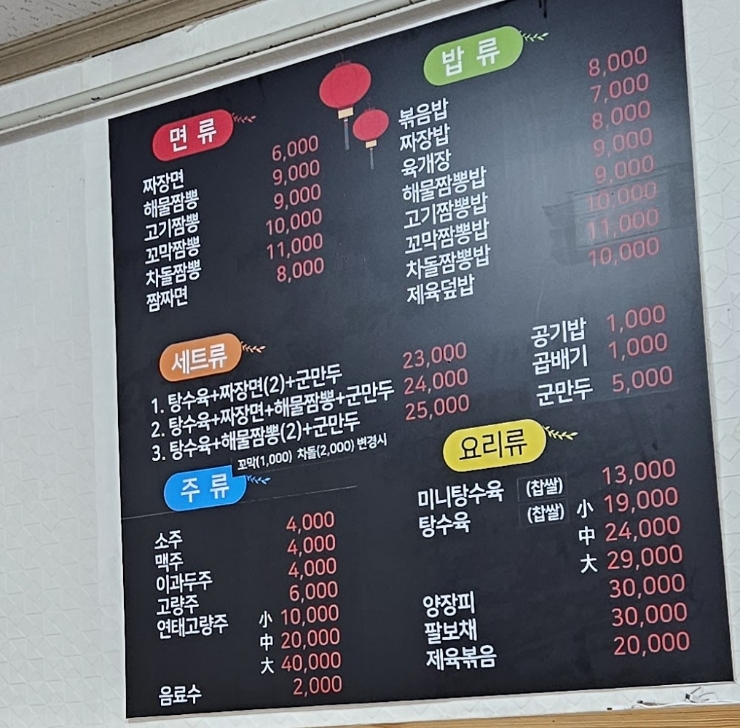 면류
짜장면 6,000
해물짬뽕 9,000
고기짬뽕 9,000
꼬막짬뽕 10,000
차돌짬뽕 11,000
짬짜면 8,000
밥류
볶음밥 8,000
짜장밥 7,000
육개장 8,000
해물짬뽕밥 9,000
고기짬뽕밥 9,000
꼬막짬뽕밥 10,000
차돌짬뽕밥 11,000
제육덮밥 10,000
세트류
1. 탕수육+짜장면(2)+군만두 23,000
2. 탕수육+짜장면+해물짬뽕+군만두 24,000
3. 탕수육+해물짬뽕(2)+군만두 25,000
꼬막(1,000) 차돌(2,000) 변경시
공기밥 1,000
곱배기 1,000
군만두 5,000
주류
소주 4,000
맥주 4,000
이과두주 4,000
고량주 6,000
연태고량주 小 10,000
中 20,000
大 40,000
음료수 2,000
요리류
미니탕수육 (찹쌀) 13,000
탕수육 (찹쌀) 小 19,000
中 24,000
大 29,000
양장피 30,000
팔보채 30,000
제육볶음 20,000